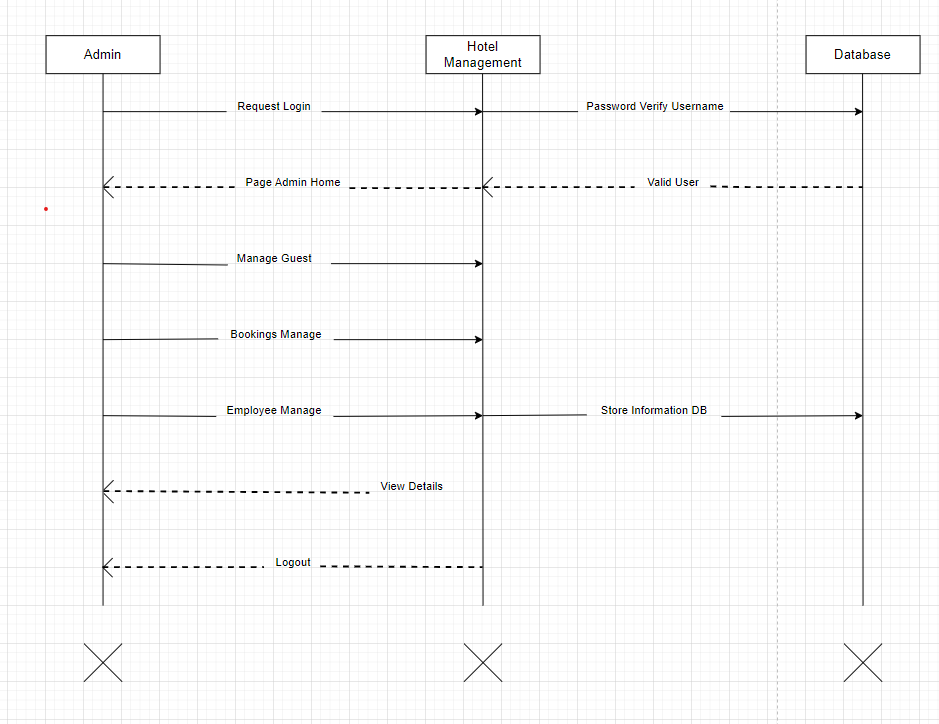 Admin
Hotel
Management
Database
Request Login
Password Verify Username
Page Admin Home
Valid User
Manage Guest
Bookings Manage
Employee Manage
Store Information DB
View Details
Logout